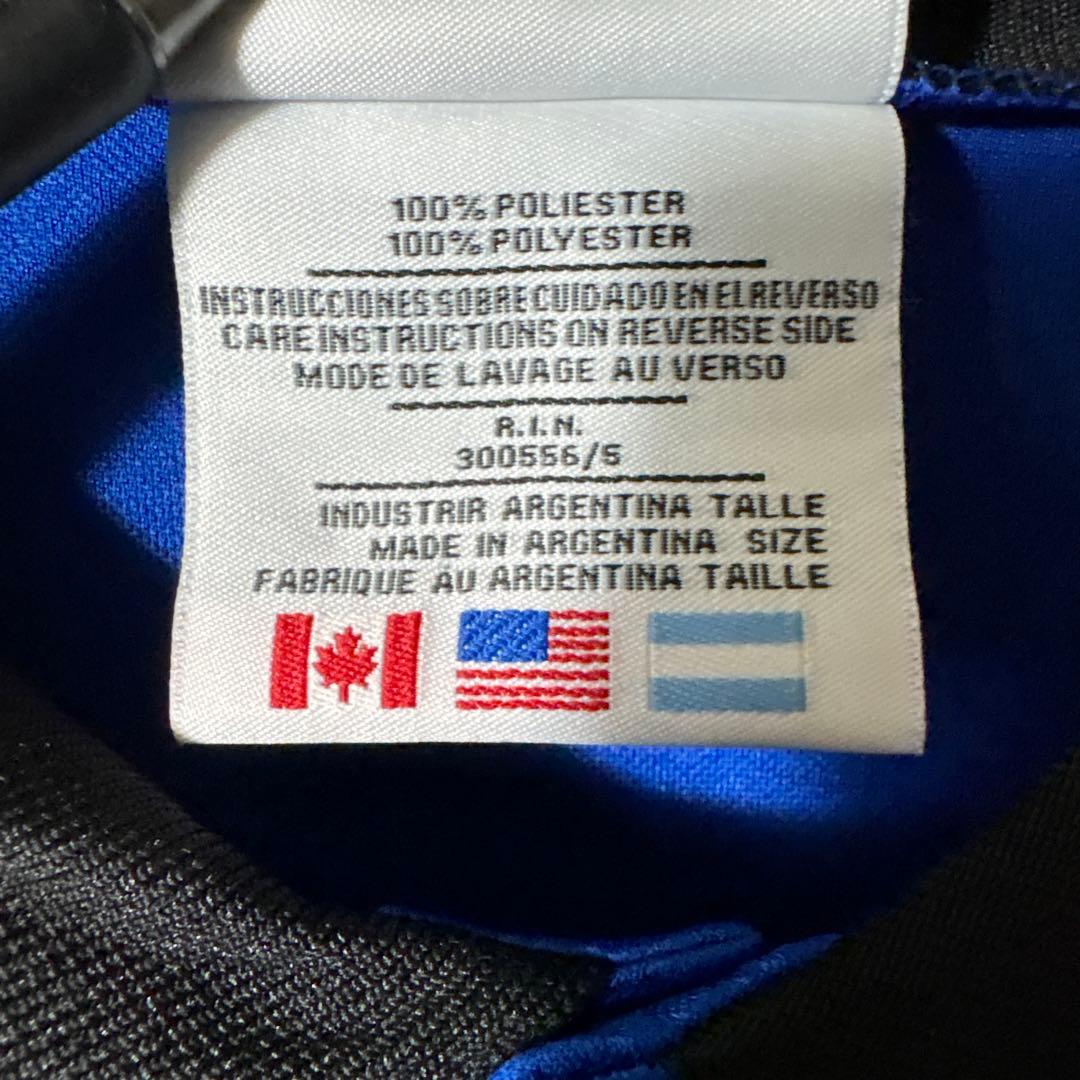 100% POLIESTER
100% POLYESTER
INSTRUCCIONES SOBRE CUIDADO EN EL REVERSO
CARE INSTRUCTIONS ON REVERSE SIDE
MODE DE LAVAGE AU VERSO
R.I.N.
300556/5
INDUSTRIR ARGENTINA TALLE
MADE IN ARGENTINA SIZE
FABRIQUE AU ARGENTINA TAILLE